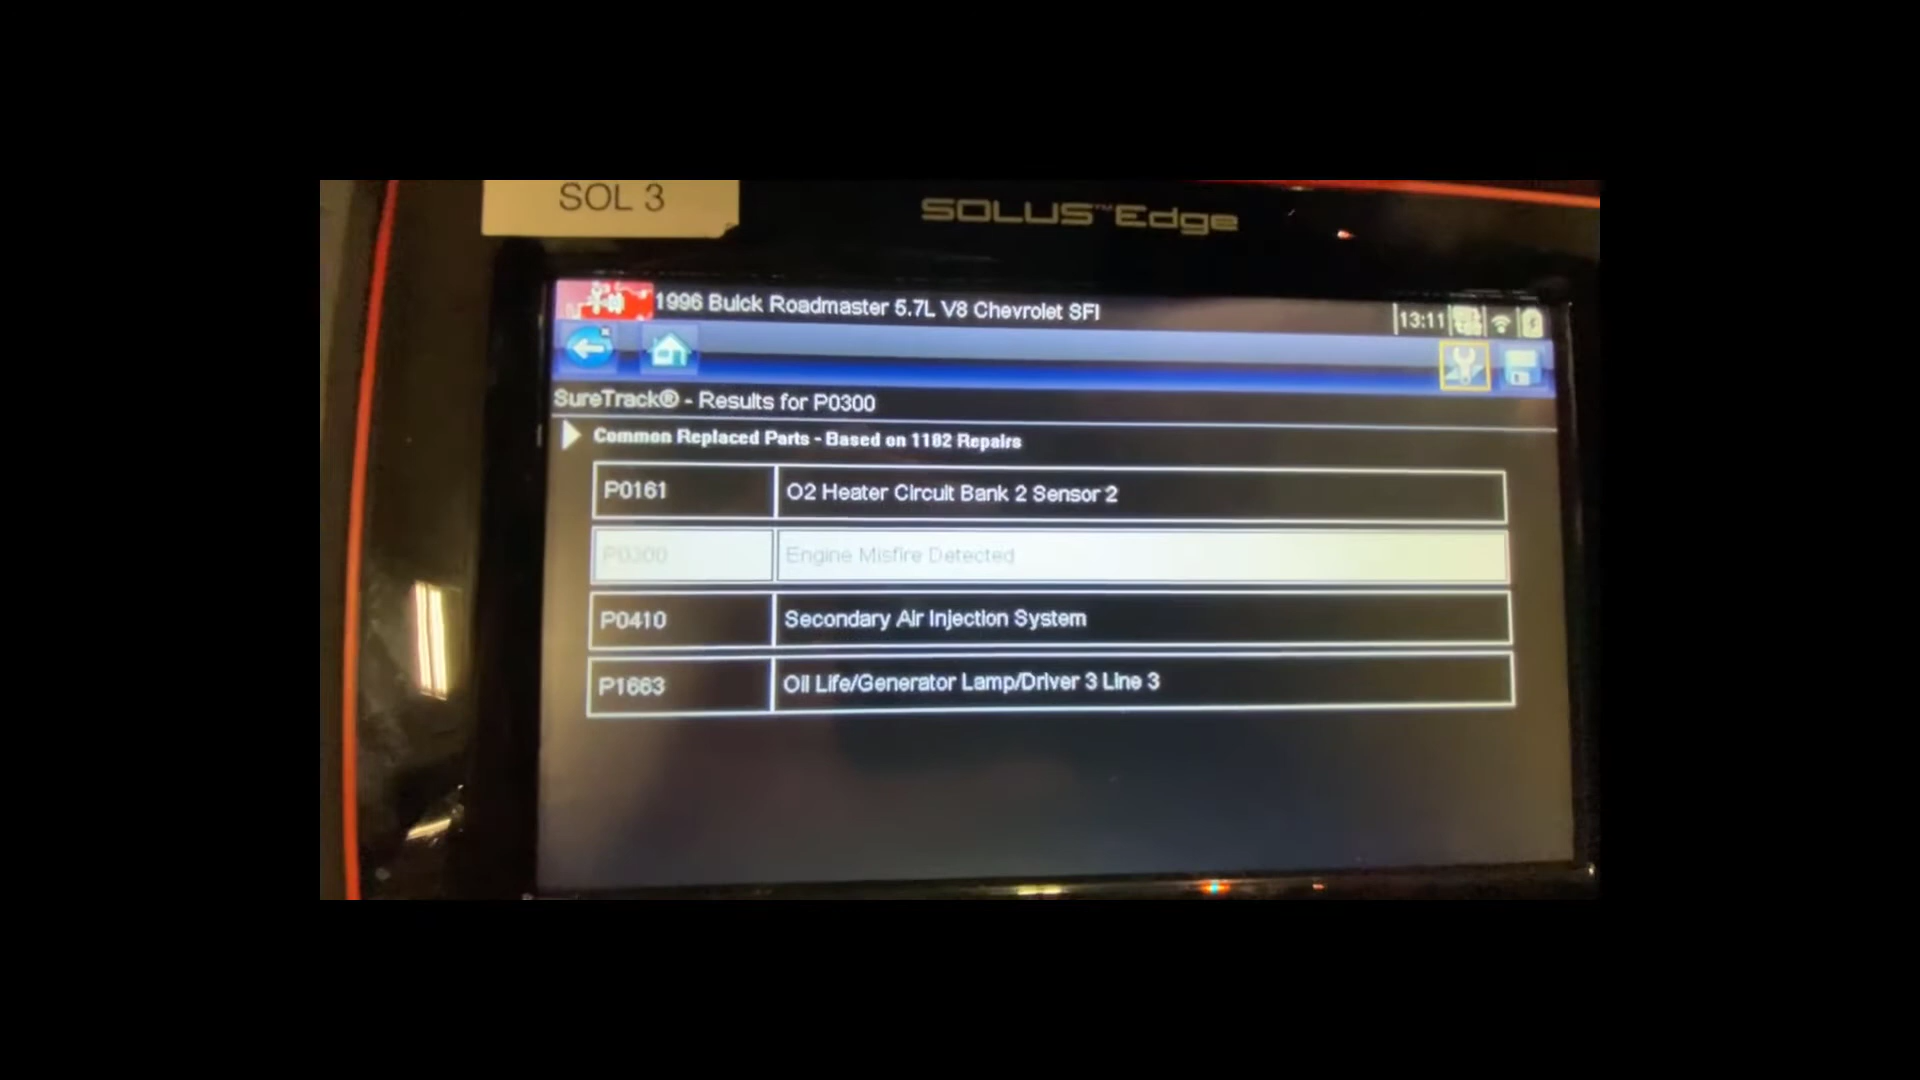 SOL 3
SOLUS™ Edge
1996 Buick Roadmaster 5.7L V8 Chevrolet SFI
13:11
SureTrack® - Results for P0300
Common Replaced Parts - Based on 1182 Repairs
P0161 O2 Heater Circuit Bank 2 Sensor 2
P0300 Engine Misfire Detected
P0410 Secondary Air Injection System
P1663 Oil Life/Generator Lamp/Driver 3 Line 3